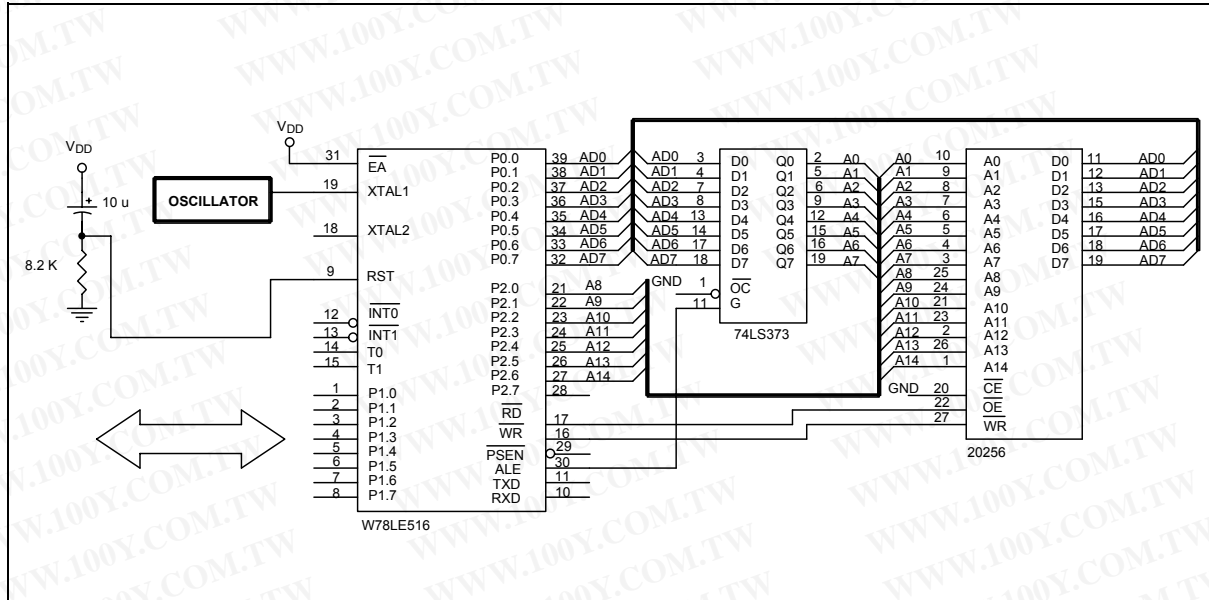 VDD
10 u
8.2 K
OSCILLATOR
VDD
31 EA
19 XTAL1
18 XTAL2
9 RST
12 INT0
13 INT1
14 T0
15 T1
1 P1.0
2 P1.1
3 P1.2
4 P1.3
5 P1.4
6 P1.5
7 P1.6
8 P1.7
P0.0 39 AD0
P0.1 38 AD1
P0.2 37 AD2
P0.3 36 AD3
P0.4 35 AD4
P0.5 34 AD5
P0.6 33 AD6
P0.7 32 AD7
P2.0 21 A8
P2.1 22 A9
P2.2 23 A10
P2.3 24 A11
P2.4 25 A12
P2.5 26 A13
P2.6 27 A14
P2.7 28
RD 17
WR 16
PSEN 29
ALE 30
TXD 11
RXD 10
W78LE516
AD0 3 D0 Q0 2 A0
AD1 4 D1 Q1 5 A1
AD2 7 D2 Q2 6 A2
AD3 8 D3 Q3 9 A3
AD4 13 D4 Q4 12 A4
AD5 14 D5 Q5 15 A5
AD6 17 D6 Q6 16 A6
AD7 18 D7 Q7 19 A7
GND 1 OC
11 G
74LS373
A0 10 A0 D0 11 AD0
A1 9 A1 D1 12 AD1
A2 8 A2 D2 13 AD2
A3 7 A3 D3 15 AD3
A4 6 A4 D4 16 AD4
A5 5 A5 D5 17 AD5
A6 4 A6 D6 18 AD6
A7 3 A7 D7 19 AD7
A8 25 A8
A9 24 A9
A10 21 A10
A11 23 A11
A12 2 A12
A13 26 A13
A14 1 A14
GND 20 CE
22 OE
27 WR
20256
WWW.100Y.COM.TW